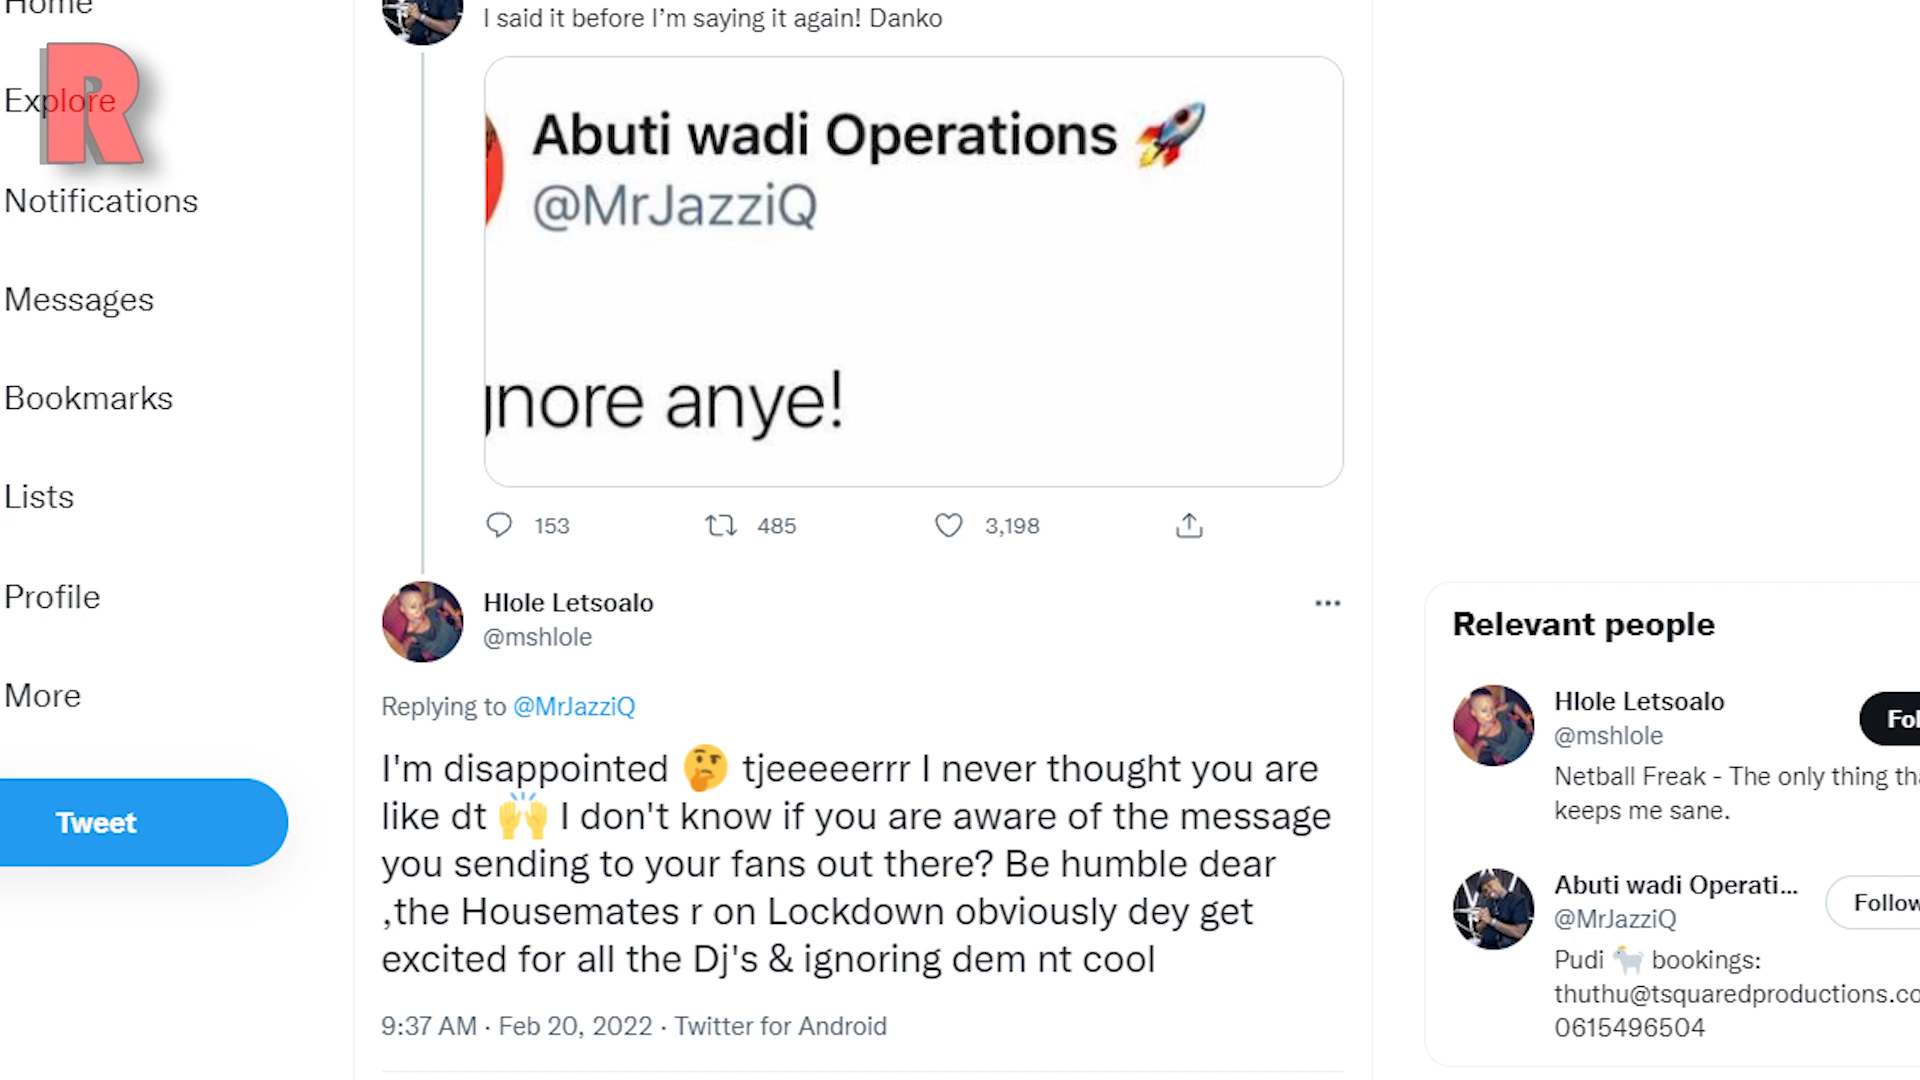 Home
Explore
R
Notifications
Messages
Bookmarks
Lists
Profile
More
Tweet
I said it before I’m saying it again! Danko
Abuti wadi Operations 🚀
@MrJazziQ
gnore anye!
153 485 3,198
Hlole Letsoalo
@mshlole
Replying to @MrJazziQ
I'm disappointed 🤔 tjeeeeerrr I never thought you are
like dt 🙌 I don't know if you are aware of the message
you sending to your fans out there? Be humble dear
,the Housemates r on Lockdown obviously dey get
excited for all the Dj's & ignoring dem nt cool
9:37 AM · Feb 20, 2022 · Twitter for Android
Relevant people
Hlole Letsoalo
@mshlole
Netball Freak - The only thing
keeps me sane.
Abuti wadi Operati...
@MrJazziQ
Follow
Pudi 🐐 bookings:
thuthu@tsquaredproductions.co
0615496504